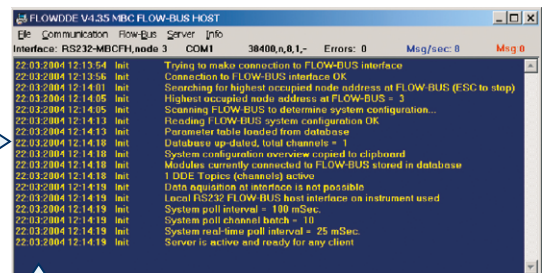 FLOWDDE V4.35 MBC FLOW-BUS HOST
File Communication Flow-Bus Server Info
Interface: RS232-MBCFH,node 3 COM1 38400,n,8,1,- Errors: 0 Msg/sec: 8 Msg 0
22:03:2004 12:13:54 Init Trying to make connection to FLOW-BUS interface
22:03:2004 12:13:56 Init Connection to FLOW-BUS interface OK
22:03:2004 12:14:01 Init Searching for highest occupied node address at FLOW-BUS (ESC to stop)
22:03:2004 12:14:05 Init Highest occupied node address at FLOW-BUS = 3
22:03:2004 12:14:05 Init Scanning FLOW-BUS to determine system configuration...
22:03:2004 12:14:13 Init Reading FLOW-BUS system configuration OK
22:03:2004 12:14:13 Init Parameter table loaded from database
22:03:2004 12:14:18 Init Database up-dated, total channels = 1
22:03:2004 12:14:18 Init System configuration overview copied to clipboard
22:03:2004 12:14:18 Init Modules currently connected to FLOW-BUS stored in database
22:03:2004 12:14:18 Init 1 DDE Topics (channels) active
22:03:2004 12:14:19 Init Data aquisition at interface is not possible
22:03:2004 12:14:19 Init Local RS232 FLOW-BUS host interface on instrument used
22:03:2004 12:14:19 Init System poll interval = 100 mSec.
22:03:2004 12:14:19 Init System poll channel batch = 10
22:03:2004 12:14:19 Init System real-time poll interval = 25 mSec.
22:03:2004 12:14:19 Init Server is active and ready for any client